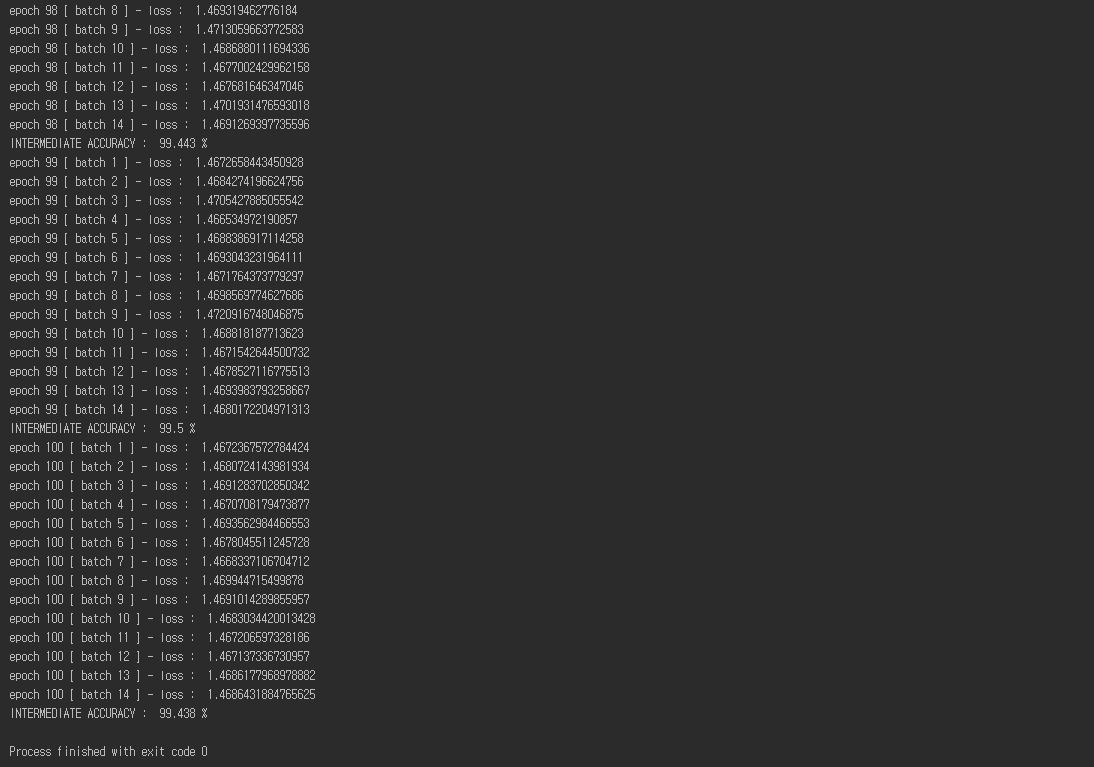 epoch 98 [ batch 8 ] - loss :  1.469319462776184
epoch 98 [ batch 9 ] - loss :  1.4713059663772583
epoch 98 [ batch 10 ] - loss :  1.4686880111694336
epoch 98 [ batch 11 ] - loss :  1.4677002429962158
epoch 98 [ batch 12 ] - loss :  1.467681646347046
epoch 98 [ batch 13 ] - loss :  1.4701931476593018
epoch 98 [ batch 14 ] - loss :  1.4691269397735596
INTERMEDIATE ACCURACY :  99.443 %
epoch 99 [ batch 1 ] - loss :  1.4672658443450928
epoch 99 [ batch 2 ] - loss :  1.4684274196624756
epoch 99 [ batch 3 ] - loss :  1.4705427885055542
epoch 99 [ batch 4 ] - loss :  1.466534972190857
epoch 99 [ batch 5 ] - loss :  1.4688386917114258
epoch 99 [ batch 6 ] - loss :  1.4693043231964111
epoch 99 [ batch 7 ] - loss :  1.4671764373779297
epoch 99 [ batch 8 ] - loss :  1.4698569774627686
epoch 99 [ batch 9 ] - loss :  1.4720916748046875
epoch 99 [ batch 10 ] - loss :  1.468818187713623
epoch 99 [ batch 11 ] - loss :  1.4671542644500732
epoch 99 [ batch 12 ] - loss :  1.4678527116775513
epoch 99 [ batch 13 ] - loss :  1.4693983793258667
epoch 99 [ batch 14 ] - loss :  1.4680172204971313
INTERMEDIATE ACCURACY :  99.5 %
epoch 100 [ batch 1 ] - loss :  1.4672367572784424
epoch 100 [ batch 2 ] - loss :  1.4680724143981934
epoch 100 [ batch 3 ] - loss :  1.4691283702850342
epoch 100 [ batch 4 ] - loss :  1.4670708179473877
epoch 100 [ batch 5 ] - loss :  1.4693562984466553
epoch 100 [ batch 6 ] - loss :  1.4678045511245728
epoch 100 [ batch 7 ] - loss :  1.4668337106704712
epoch 100 [ batch 8 ] - loss :  1.469944715499878
epoch 100 [ batch 9 ] - loss :  1.4691014289855957
epoch 100 [ batch 10 ] - loss :  1.4683034420013428
epoch 100 [ batch 11 ] - loss :  1.467206597328186
epoch 100 [ batch 12 ] - loss :  1.467137336730957
epoch 100 [ batch 13 ] - loss :  1.4686177968978882
epoch 100 [ batch 14 ] - loss :  1.4686431884765625
INTERMEDIATE ACCURACY :  99.438 %
Process finished with exit code 0